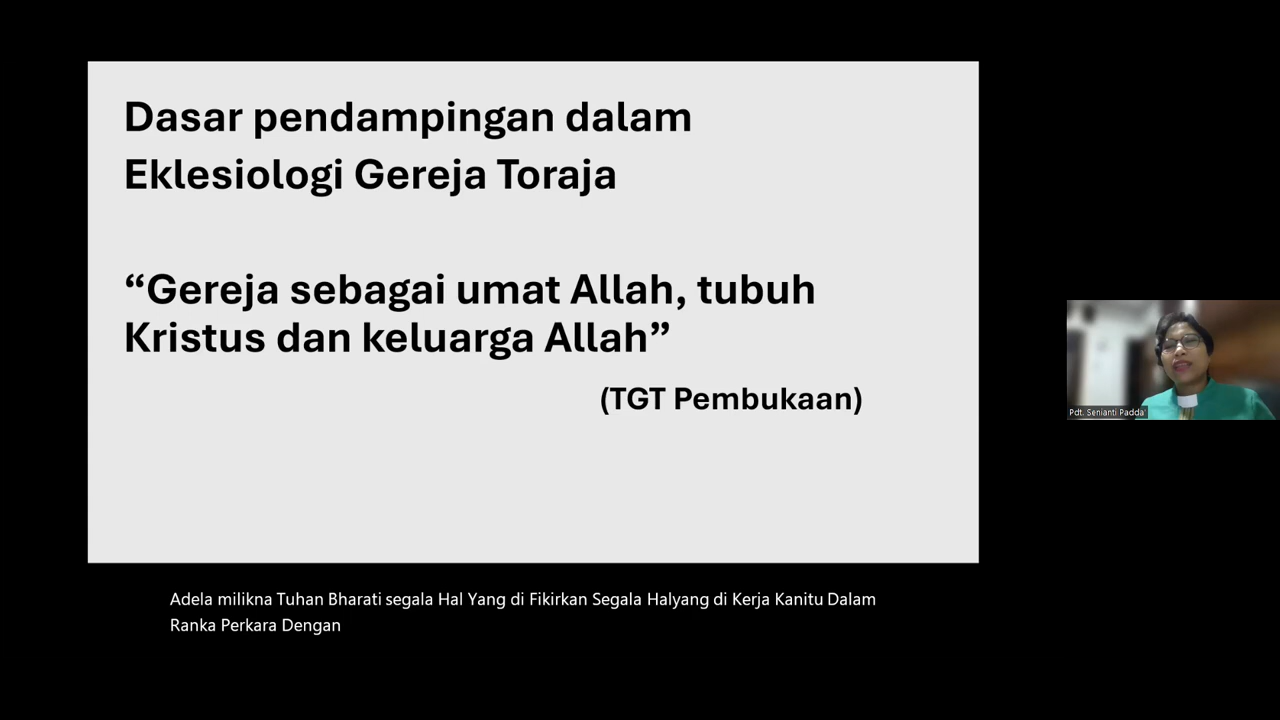 Dasar pendampingan dalam
Eklesiologi Gereja Toraja
“Gereja sebagai umat Allah, tubuh
Kristus dan keluarga Allah”
(TGT Pembukaan)
Pdt. Senianti Padda'
Adela milikna Tuhan Bharati segala Hal Yang di Fikirkan Segala Halyang di Kerja Kanitu Dalam
Ranka Perkara Dengan